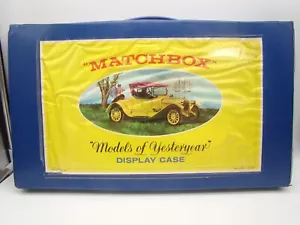 "MATCHBOX"
"Models of Yesteryear"
DISPLAY CASE